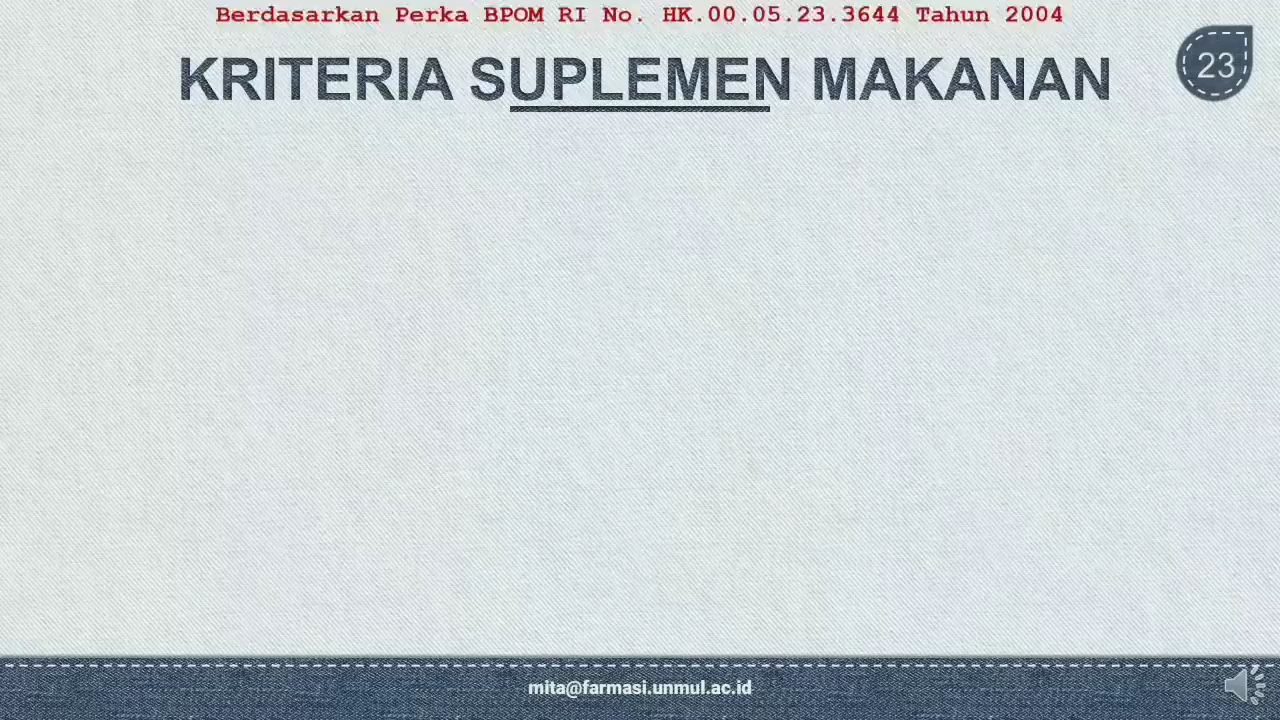 Berdasarkan Perka BPOM RI No. HK.00.05.23.3644 Tahun 2004
KRITERIA SUPLEMEN MAKANAN
23
mita@farmasi.unmul.ac.id